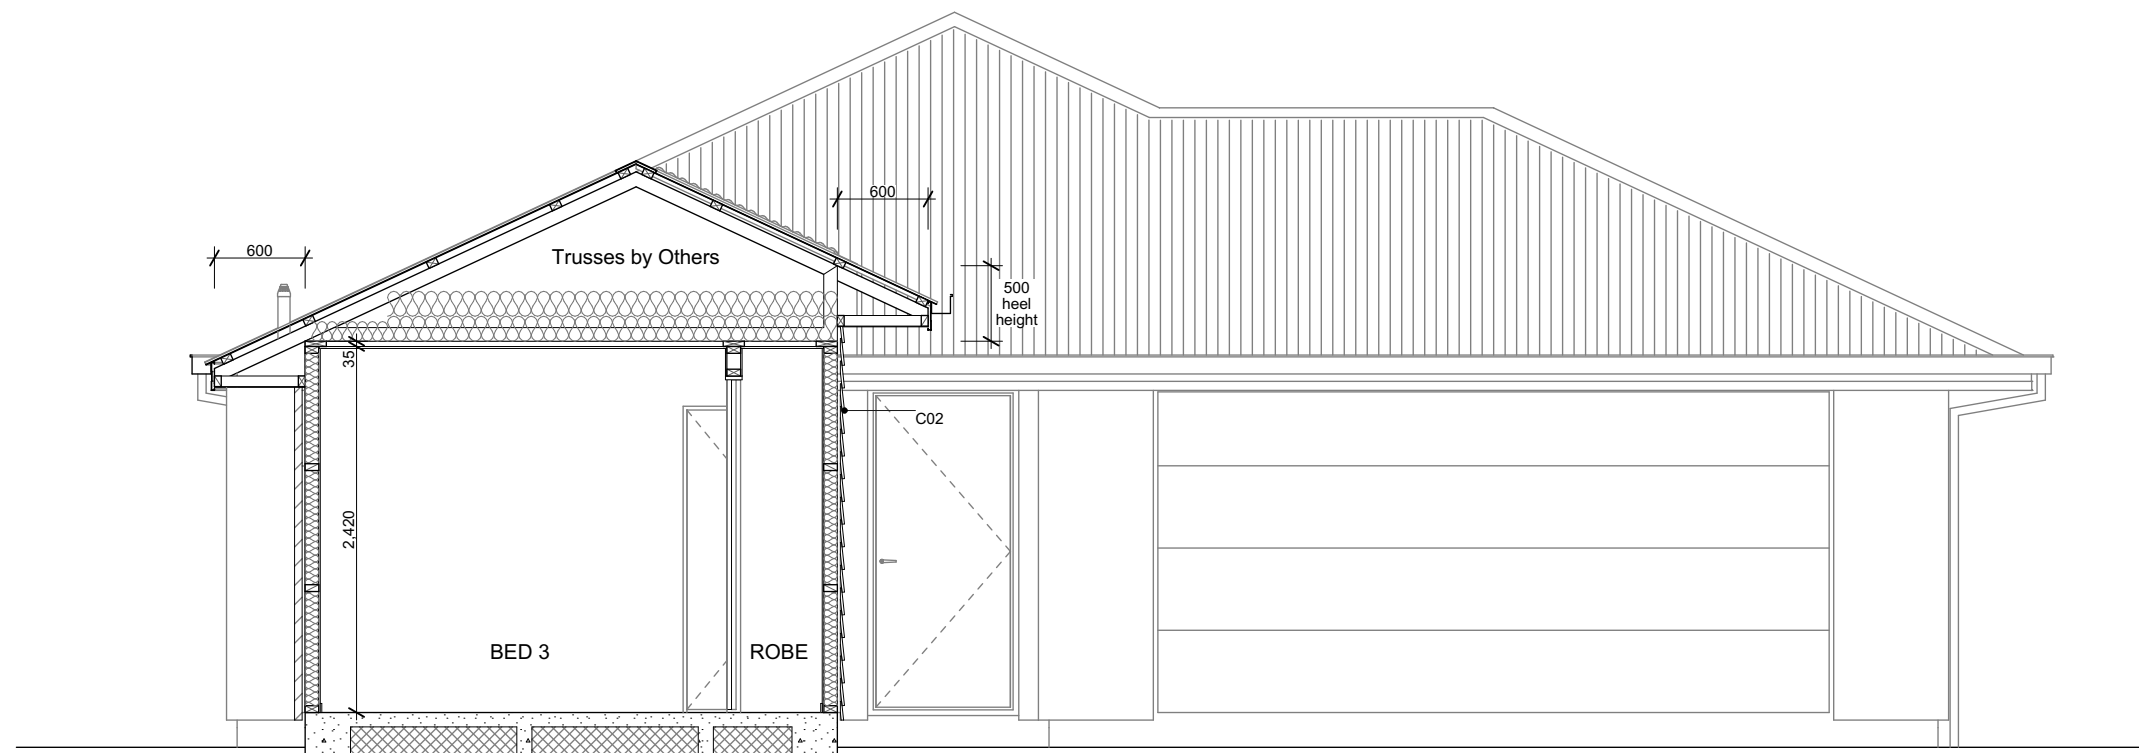 600
Trusses by Others
600
500
heel
height
35
C02
2,420
BED 3
ROBE